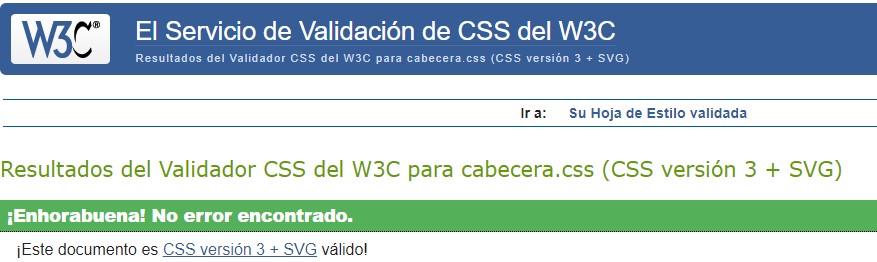 W3C®
El Servicio de Validación de CSS del W3C
Resultados del Validador CSS del W3C para cabecera.css (CSS versión 3 + SVG)
Ir a: Su Hoja de Estilo validada
Resultados del Validador CSS del W3C para cabecera.css (CSS versión 3 + SVG)
¡Enhorabuena! No error encontrado.
¡Este documento es CSS versión 3 + SVG válido!